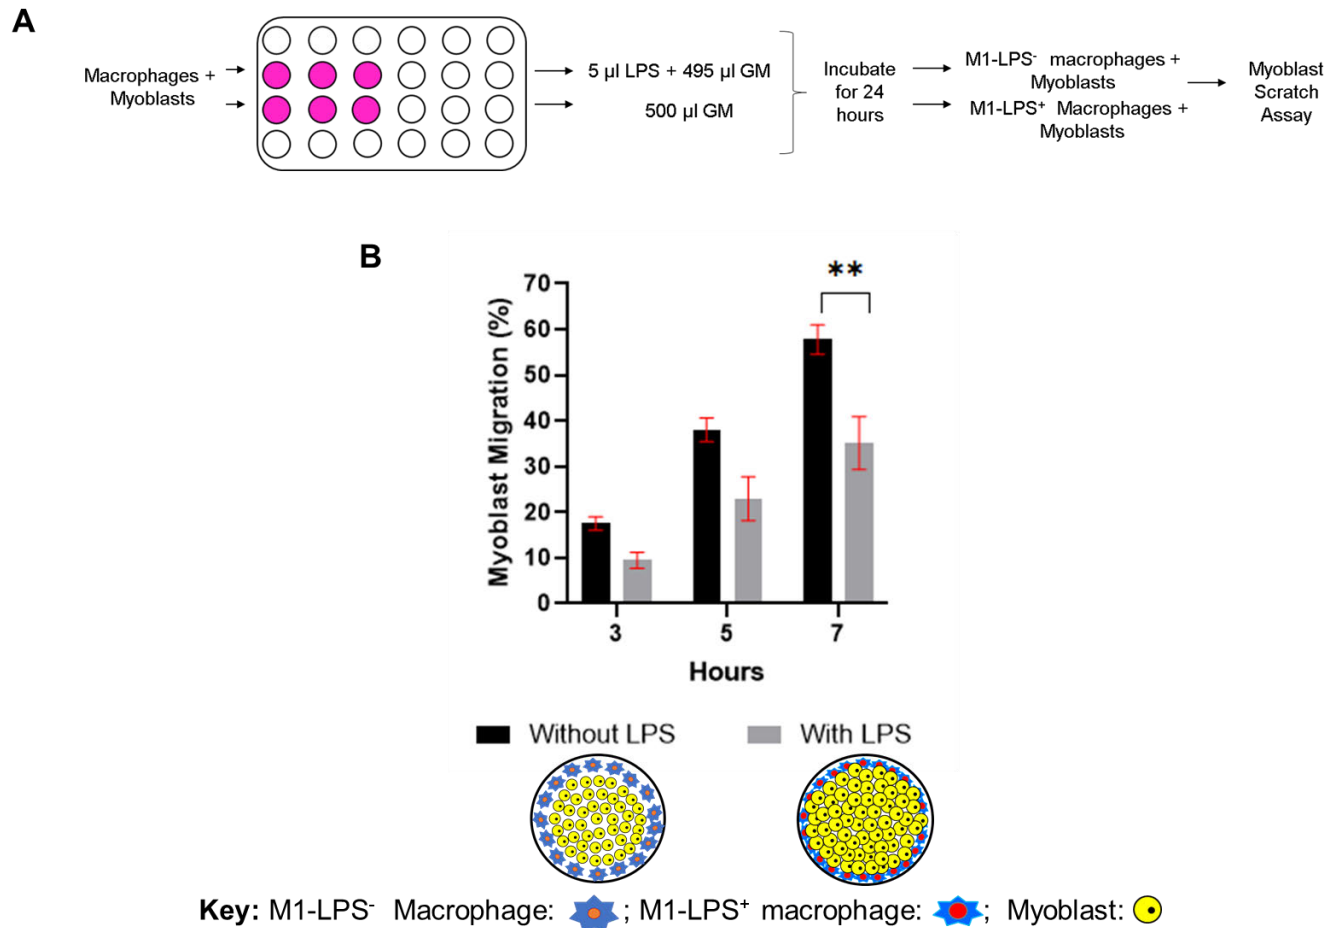 A
Macrophages +
Myoblasts
5 µl LPS + 495 µl GM
500 µl GM
Incubate
for 24
hours
M1-LPS⁻ macrophages +
Myoblasts
M1-LPS⁺ Macrophages +
Myoblasts
Myoblast
Scratch
Assay
B
**
Myoblast Migration (%)
70
60
50
40
30
20
10
0
3 5 7
Hours
Without LPS With LPS
Key: M1-LPS⁻ Macrophage: ; M1-LPS⁺ macrophage: ; Myoblast: